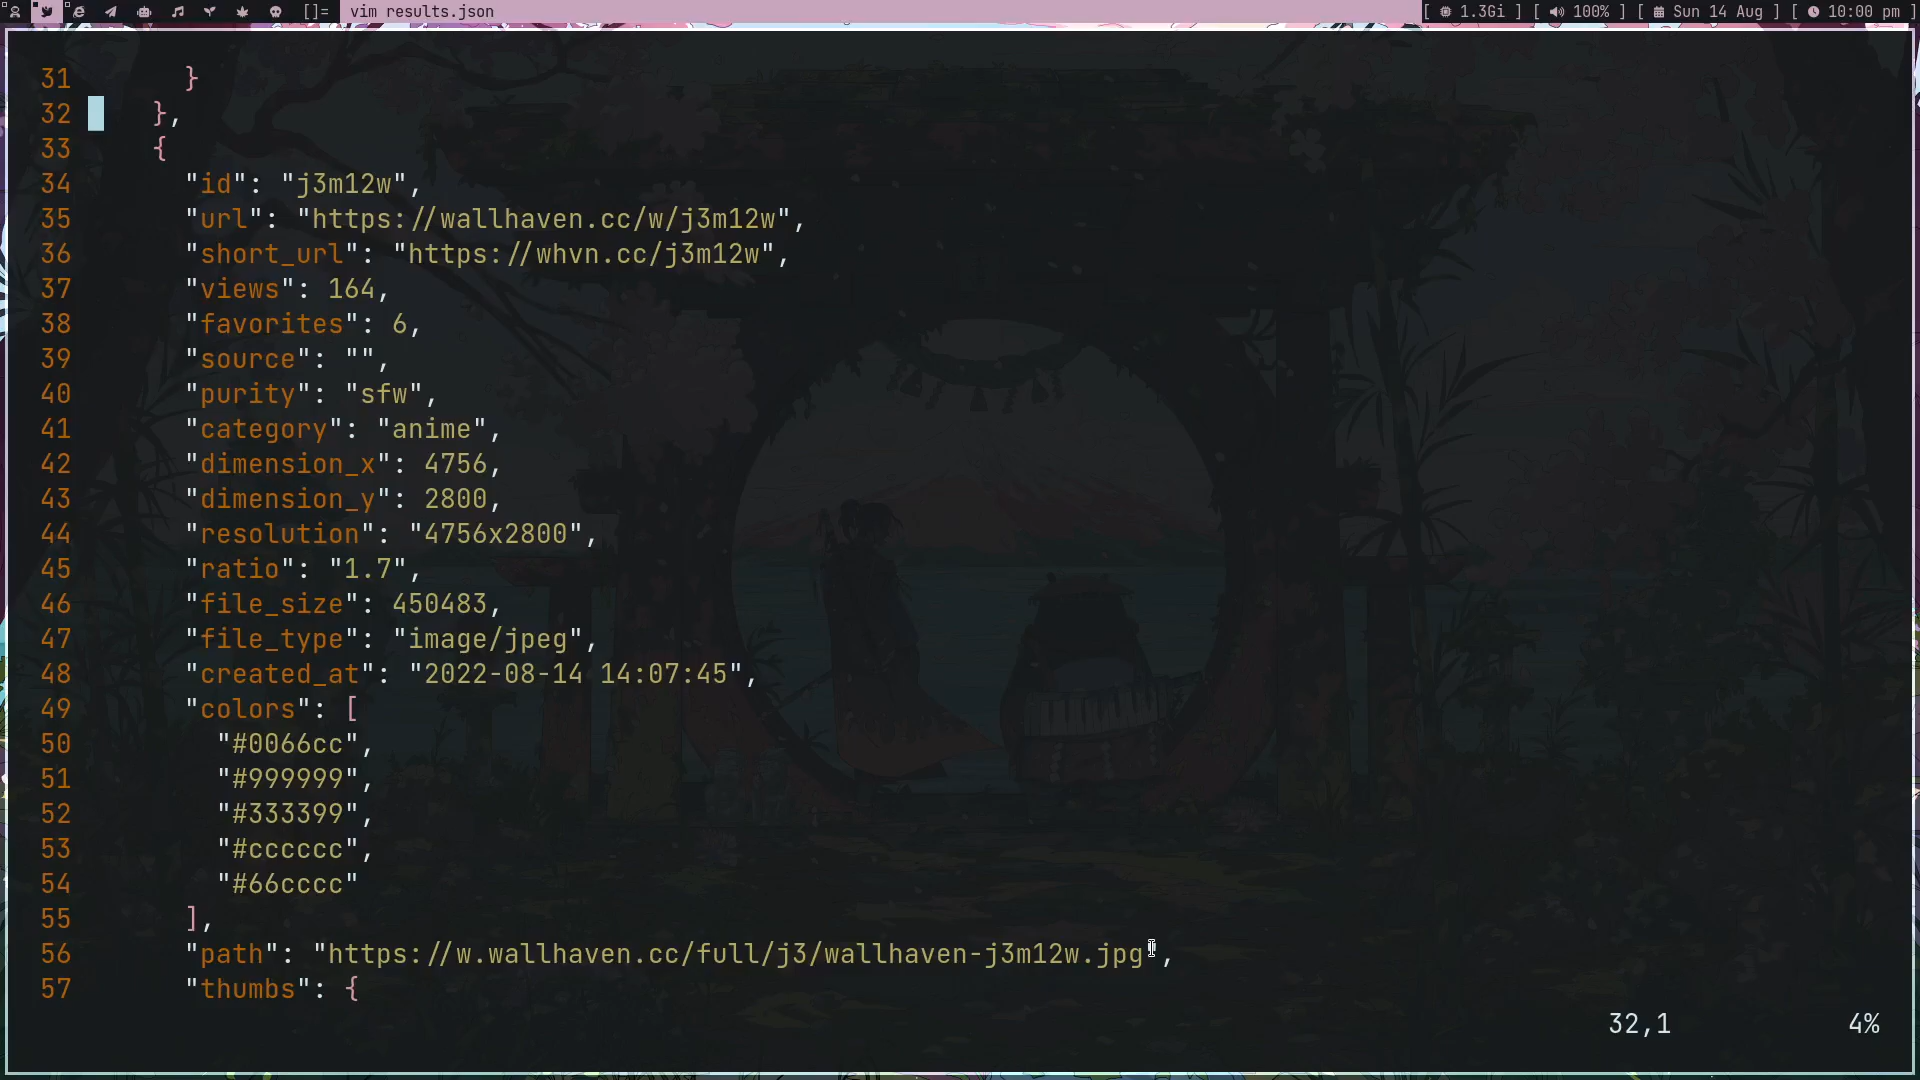 []= vim results.json [ 1.3Gi ] [ 100% ] [ Sun 14 Aug ] [ 10:00 pm ]
31 }
32 },
33 {
34 "id": "j3m12w",
35 "url": "https://wallhaven.cc/w/j3m12w",
36 "short_url": "https://whvn.cc/j3m12w",
37 "views": 164,
38 "favorites": 6,
39 "source": "",
40 "purity": "sfw",
41 "category": "anime",
42 "dimension_x": 4756,
43 "dimension_y": 2800,
44 "resolution": "4756x2800",
45 "ratio": "1.7",
46 "file_size": 450483,
47 "file_type": "image/jpeg",
48 "created_at": "2022-08-14 14:07:45",
49 "colors": [
50 "#0066cc",
51 "#999999",
52 "#333399",
53 "#cccccc",
54 "#66cccc"
55 ],
56 "path": "https://w.wallhaven.cc/full/j3/wallhaven-j3m12w.jpg",
57 "thumbs": {
32,1 4%